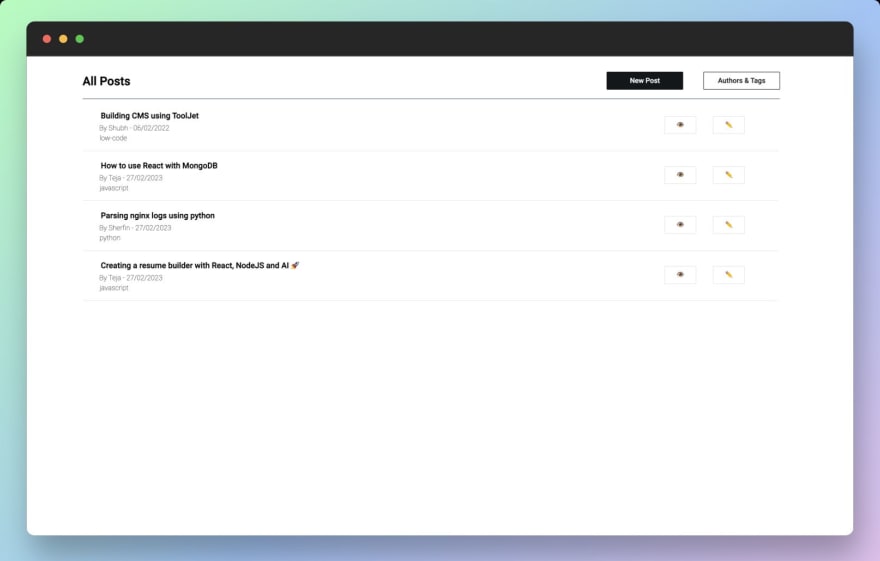 All Posts
New Post
Authors & Tags
Building CMS using ToolJet
By Shubh - 06/02/2022
low-code
How to use React with MongoDB
By Teja - 27/02/2023
javascript
Parsing nginx logs using python
By Sherfin - 27/02/2023
python
Creating a resume builder with React, NodeJS and AI 🚀
By Teja - 27/02/2023
javascript